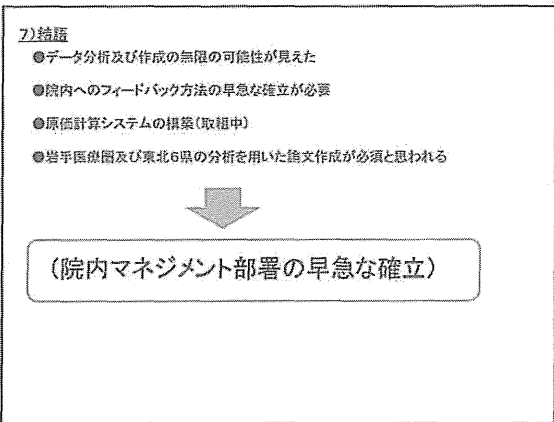 7)結語
●データ分析及び作成の無限の可能性が見えた
●院内へのフィードバック方法の早急な確立が必要
●原価計算システムの構築(取組中)
●岩手医療圏及び東北6県の分析を用いた論文作成が必須と思われる
(院内マネジメント部署の早急な確立)